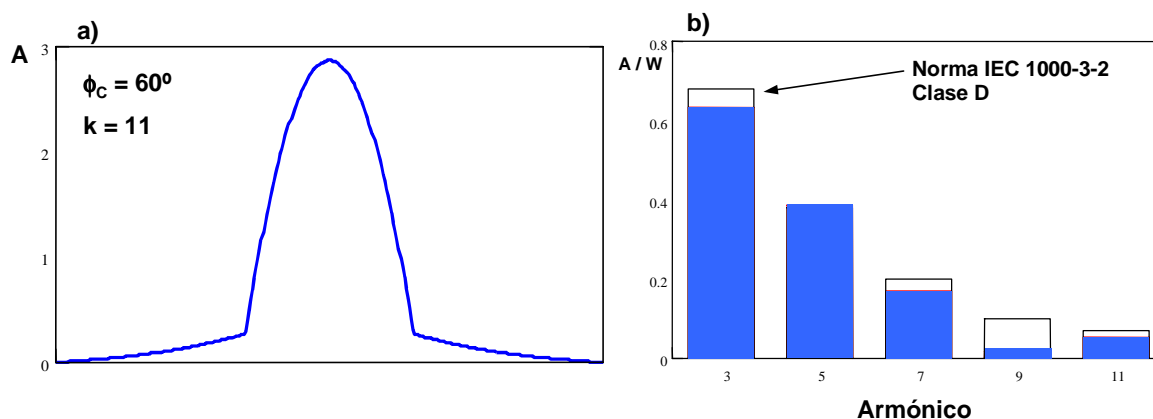 a)
A
3
ϕC = 60º
k = 11
2
1
0
b)
0.8
A / W
Norma IEC 1000-3-2
Clase D
0.6
0.4
0.2
0
3 5 7 9 11
Armónico